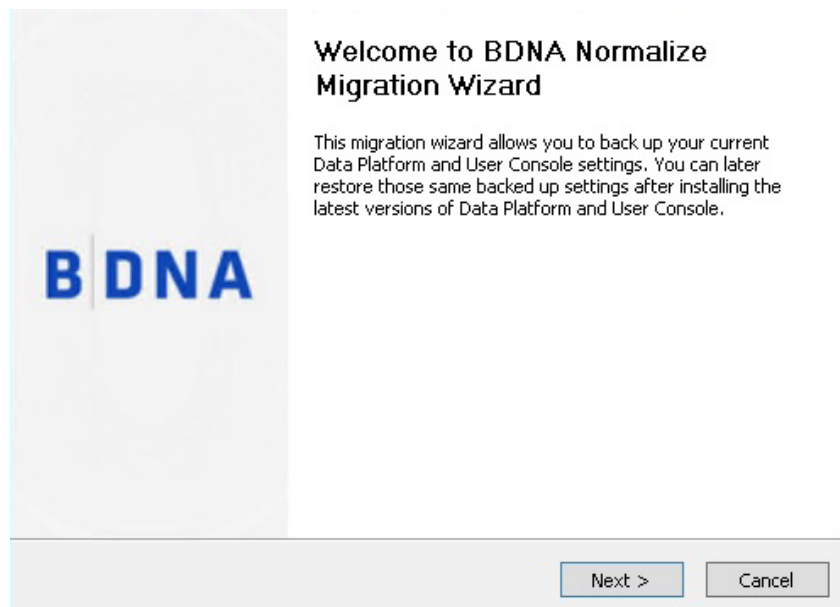 Welcome to BDNA Normalize
Migration Wizard
This migration wizard allows you to back up your current
Data Platform and User Console settings. You can later
restore those same backed up settings after installing the
latest versions of Data Platform and User Console.
BDNA
Next >
Cancel